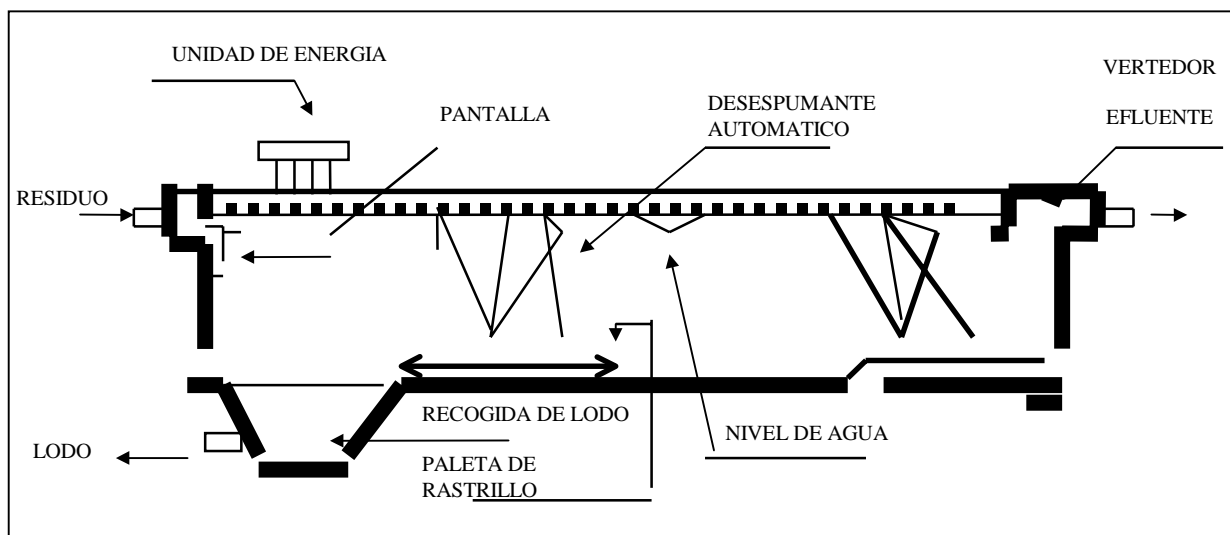 UNIDAD DE ENERGIA
VERTEDOR
EFLUENTE
PANTALLA
DESESPUMANTE
AUTOMATICO
RESIDUO
RECOGIDA DE LODO
NIVEL DE AGUA
LODO
PALETA DE
RASTRILLO